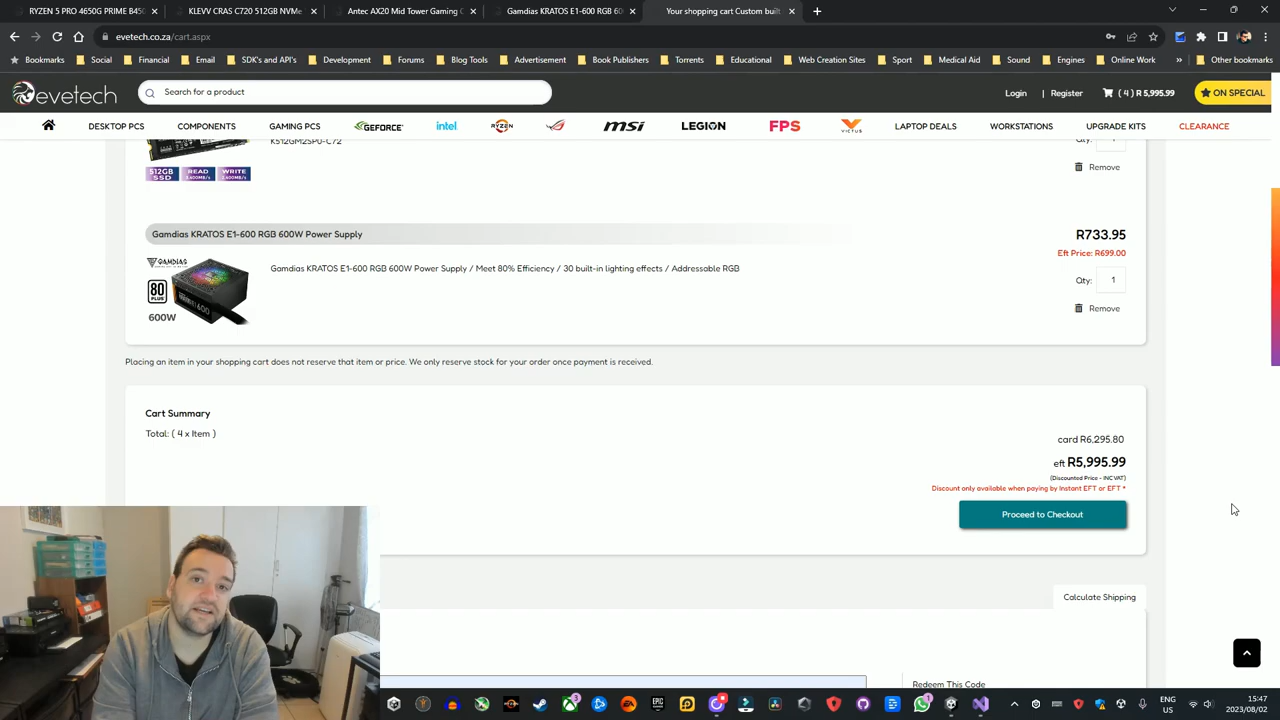 RYZEN 5 PRO 4650G PRIME B45
KLEVV CRAS C720 512GB NVMe
Antec AX20 Mid Tower Gaming C
Gamdias KRATOS E1-600 RGB 60
Your shopping cart Custom built
evetech.co.za/cart.aspx
Bookmarks Social Financial Email SDK's and API's Development Forums Blog Tools Advertisement Book Publishers Torrents Educational Web Creation Sites Sport Medical Aid Sound Engines Online Work » Other bookmarks
evetech Search for a product Login | Register ( 4 ) R 5,995.99 ON SPECIAL
DESKTOP PCS COMPONENTS GAMING PCS GEFORCE intel RYZEN msi LEGION FPS VICTUS LAPTOP DEALS WORKSTATIONS UPGRADE KITS CLEARANCE
K512GM2SP0-C72
Qty: 1
Remove
512GB SSD READ WRITE
Gamdias KRATOS E1-600 RGB 600W Power Supply R733.95
Eft Price: R699.00
GAMDIAS
Gamdias KRATOS E1-600 RGB 600W Power Supply / Meet 80% Efficiency / 30 built-in lighting effects / Addressable RGB
Qty: 1
80 PLUS
600W
Remove
Placing an item in your shopping cart does not reserve that item or price. We only reserve stock for your order once payment is received.
Cart Summary
Total: ( 4 x Item )
card R6,295.80
eft R5,995.99
(Discounted Price - INC VAT)
Discount only available when paying by Instant EFT or EFT *
Proceed to Checkout
Calculate Shipping
Redeem This Code
ENG
US
15:47
2023/08/02